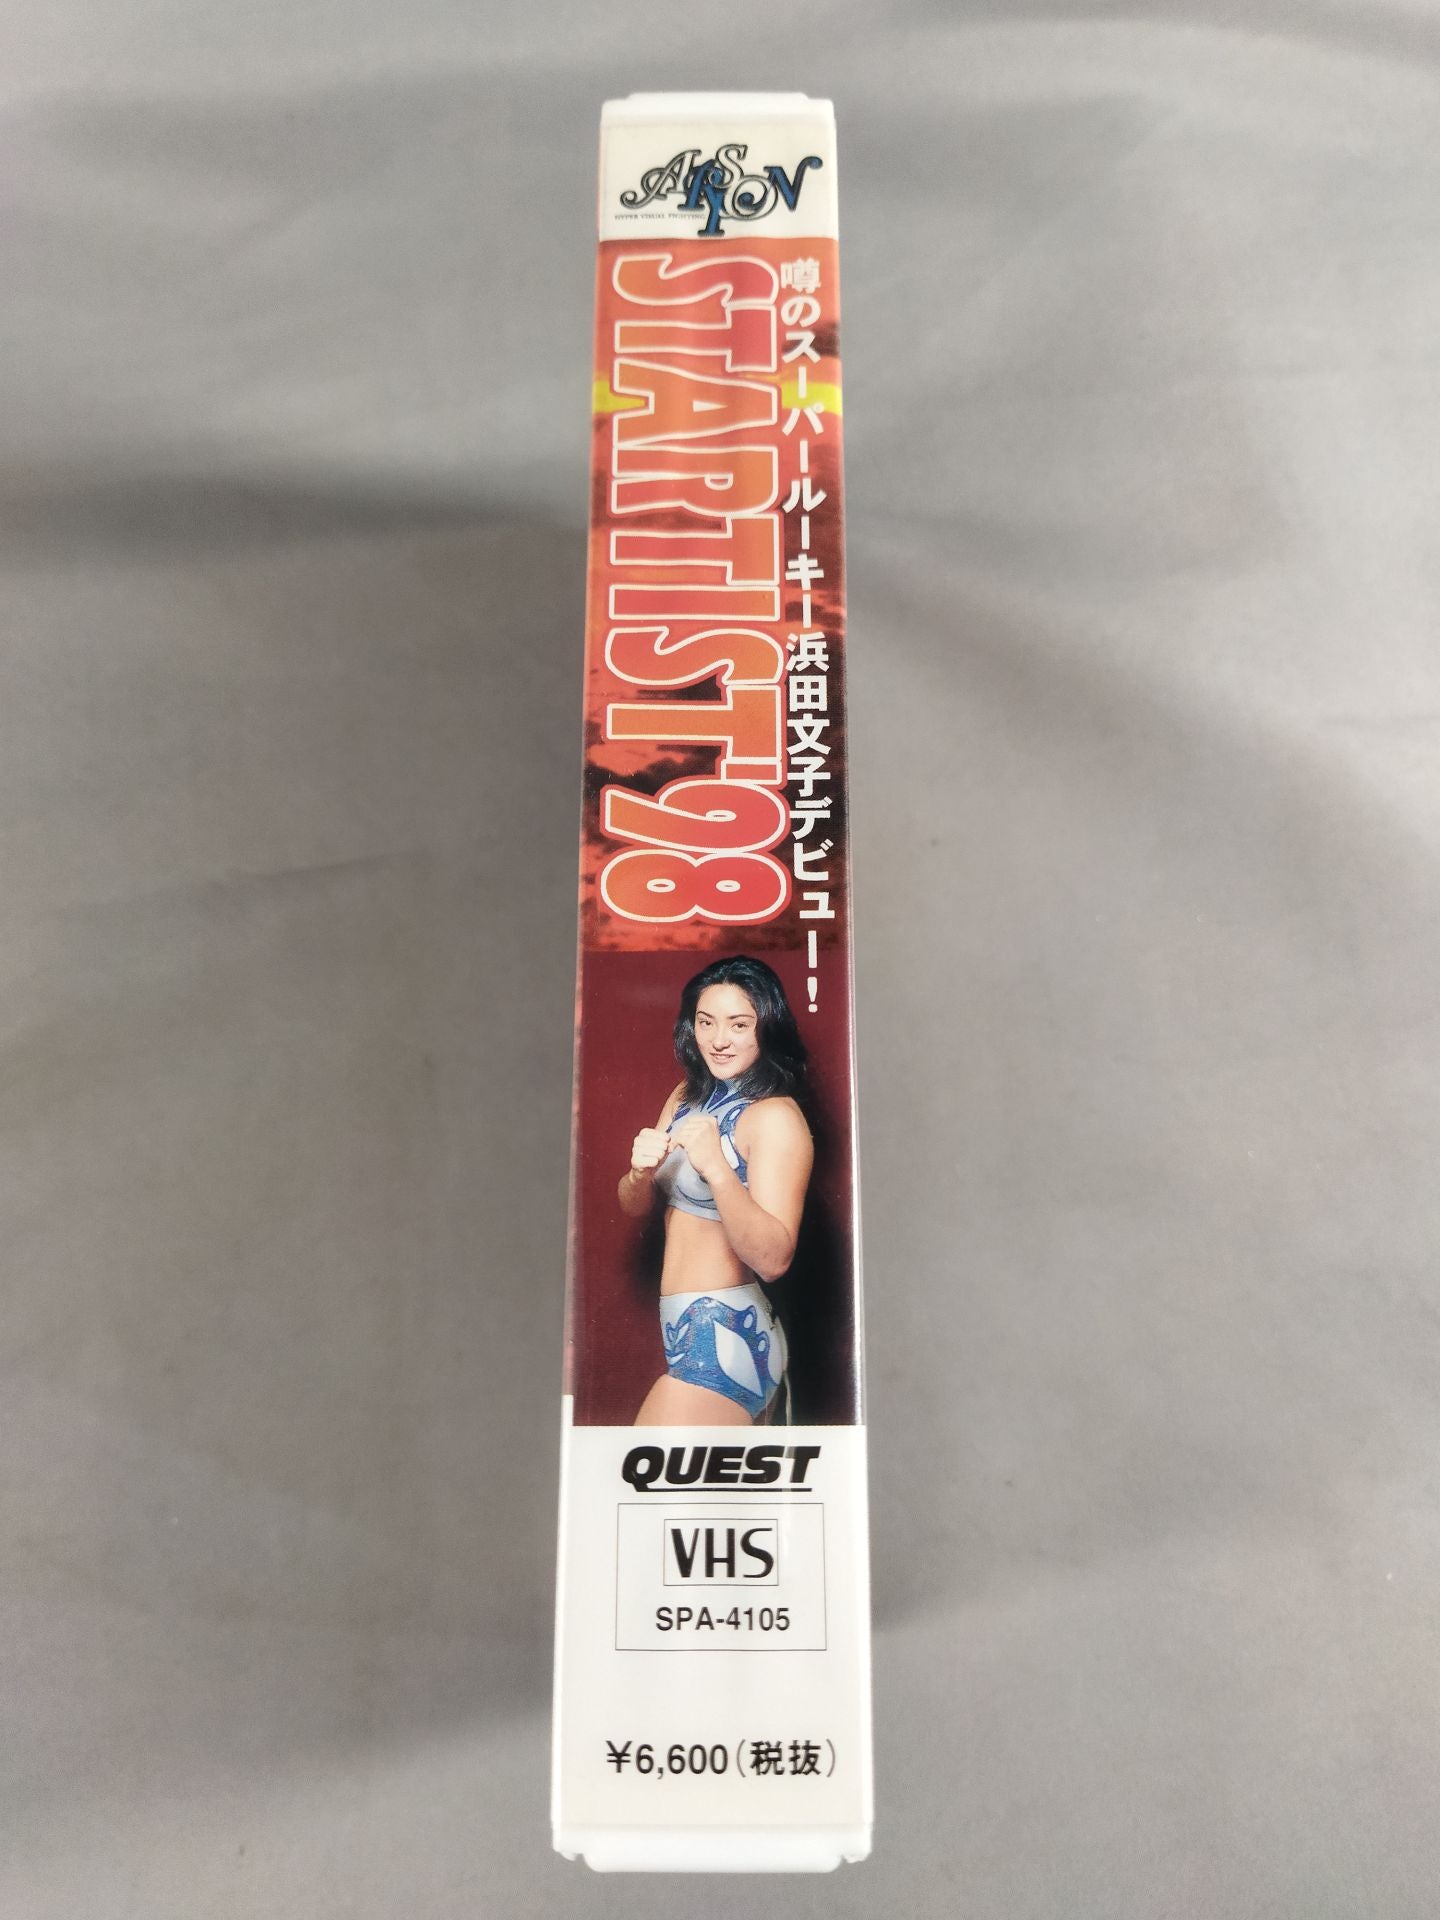 ARSION
HYPER VISUAL FIGHTING
噂のスーパールーキー浜田文子デビュー!
STARTIST'98
QUEST
VHS
SPA-4105
¥6,600(税抜)